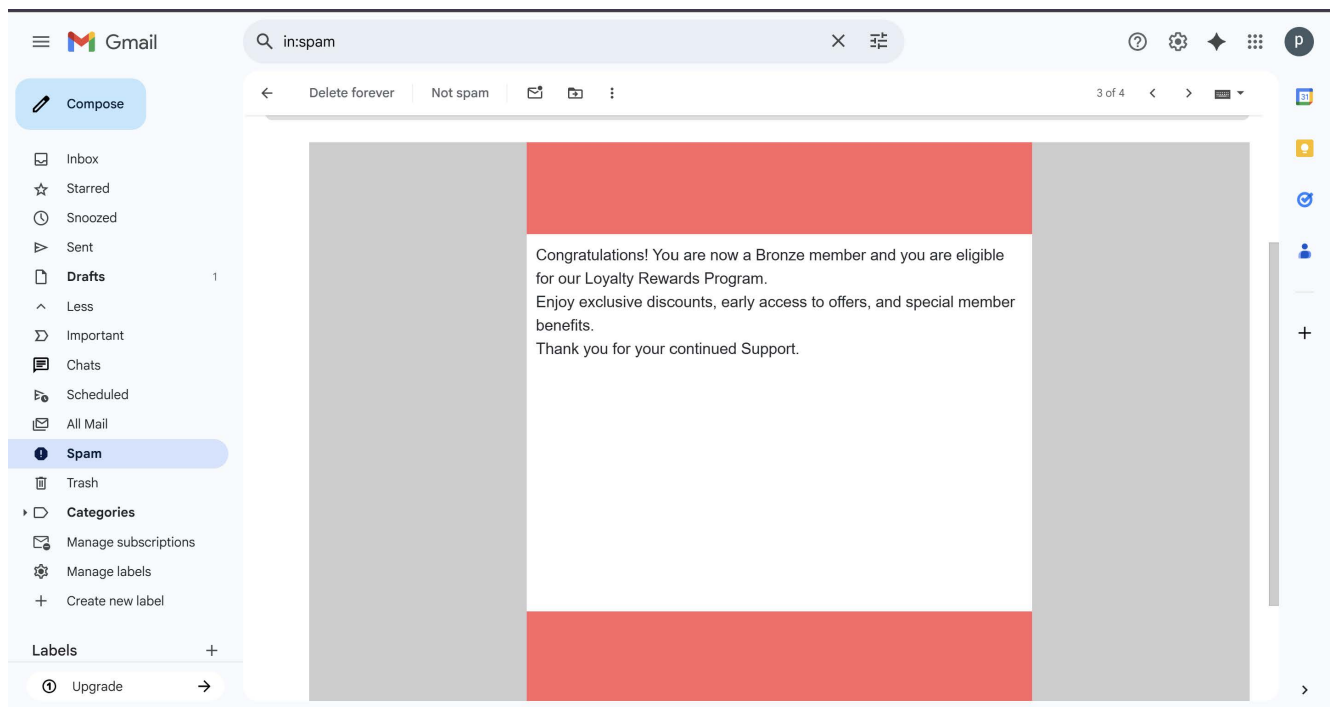 Gmail
in:spam
p
Compose
Delete forever
Not spam
3 of 4
31
Inbox
Starred
Snoozed
Sent
Drafts 1
Less
Important
Chats
Scheduled
All Mail
Spam
Trash
Categories
Manage subscriptions
Manage labels
Create new label
Labels
1 Upgrade
Congratulations! You are now a Bronze member and you are eligible
for our Loyalty Rewards Program.
Enjoy exclusive discounts, early access to offers, and special member
benefits.
Thank you for your continued Support.